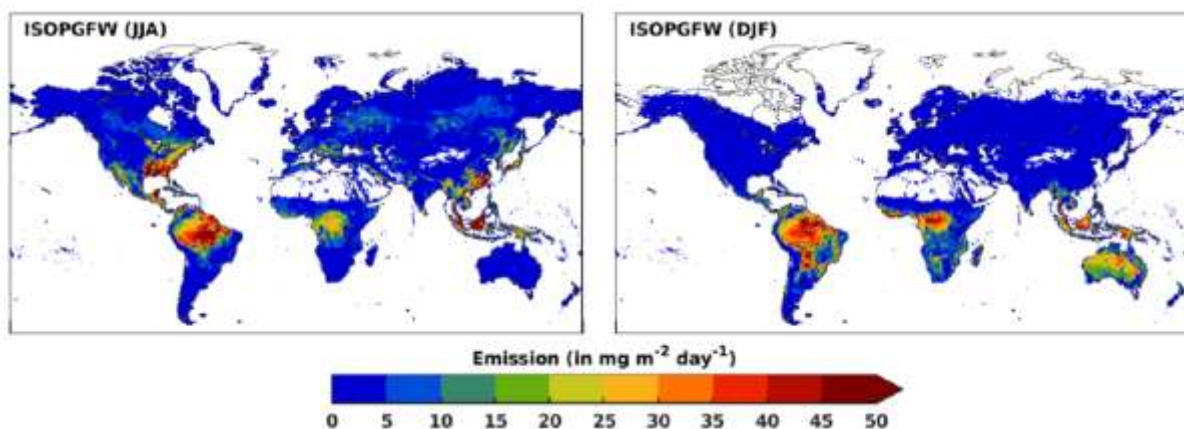 ISOPGFW (JJA)
ISOPGFW (DJF)
Emission (in mg m⁻² day⁻¹)
0 5 10 15 20 25 30 35 40 45 50